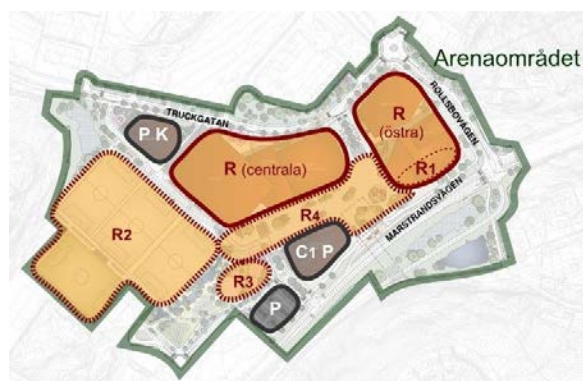 Arenaområdet
TRUCKGATAN
ROLLSBOVÄGEN
P K
R
(östra)
R (centrala)
R1
R4
MARSTRANDSVÄGEN
R2
C1 P
R3
P